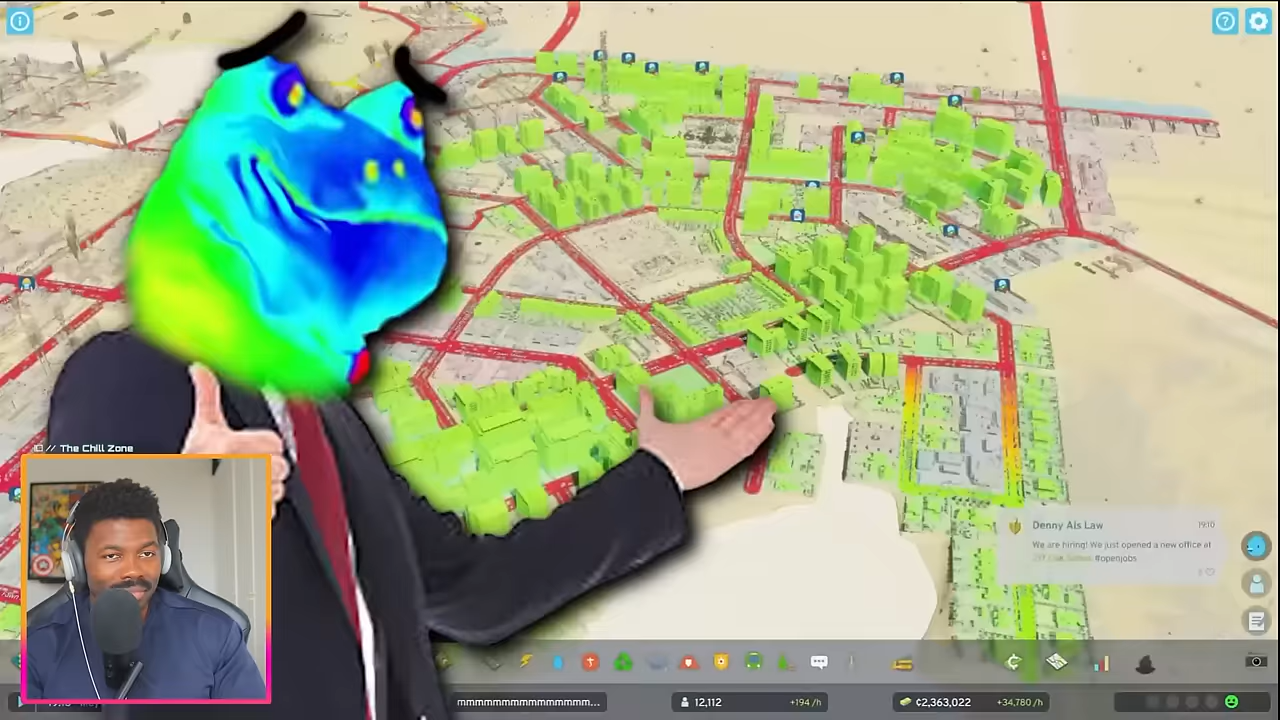 // The Chill Zone
Denny Als Law
19:10
We are hiring! We just opened a new office at
#openjobs
mmmmmmmmmmmmmmm...
12,112
+194 /h
¢2,363,022
+34,780 /h